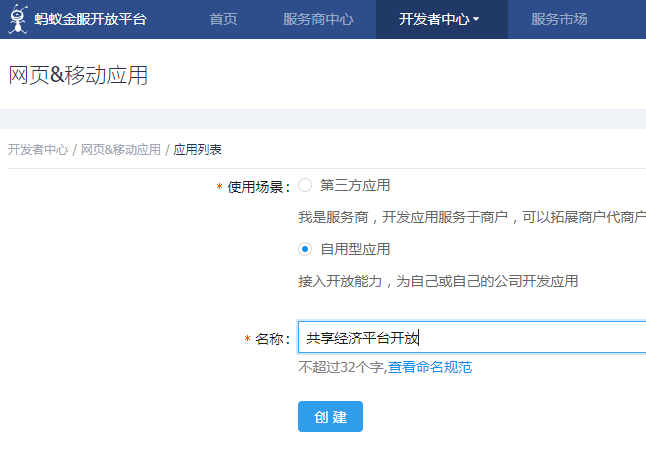 蚂蚁金服开放平台 首页 服务商中心 开发者中心 服务市场
网页&移动应用
开发者中心 / 网页&移动应用 / 应用列表
* 使用场景: 第三方应用
我是服务商，开发应用服务于商户，可以拓展商户代商户
自用型应用
接入开放能力，为自己或自己的公司开发应用
* 名称: 共享经济平台开放
不超过32个字,查看命名规范
创 建